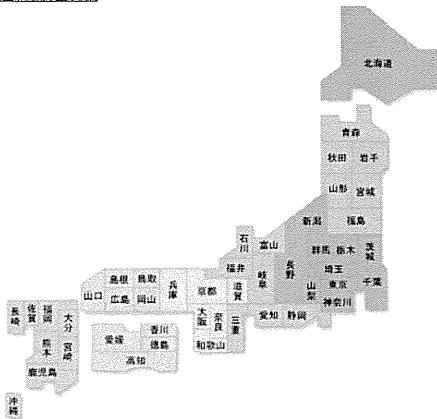 北海道
青森
秋田 岩手
山形 宮城
新潟 福島
石川 富山
群馬 栃木 茨城
福井 岐阜 長野
埼玉
山梨 東京 千葉
神奈川
島根 鳥取 兵庫 京都 滋賀
山口 広島 岡山
愛知 静岡
大阪 奈良 三重
和歌山
長崎 佐賀 福岡 大分
熊本 宮崎
鹿児島
愛媛 香川
徳島
高知
沖縄